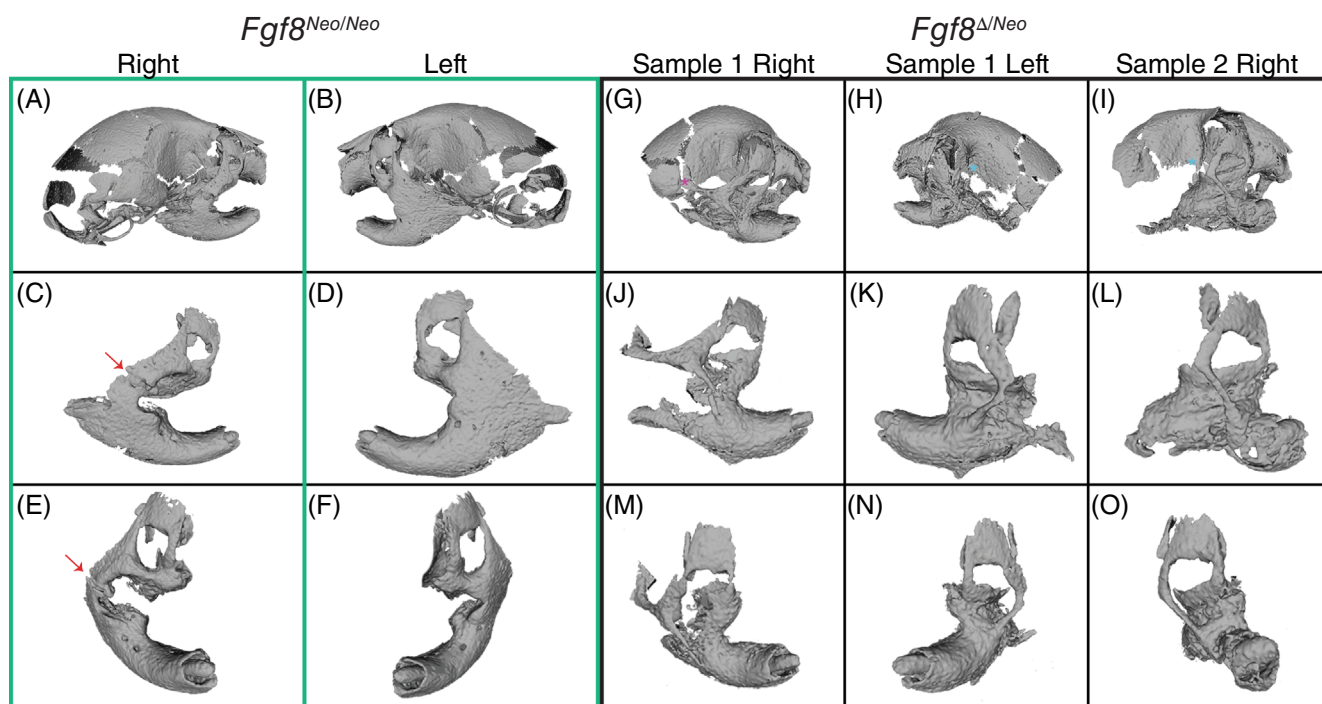 Fgf8Neo/Neo Fgf8Δ/Neo
Right Left Sample 1 Right Sample 1 Left Sample 2 Right
(A) (B) (G) (H) (I)
(C) (D) (J) (K) (L)
(E) (F) (M) (N) (O)